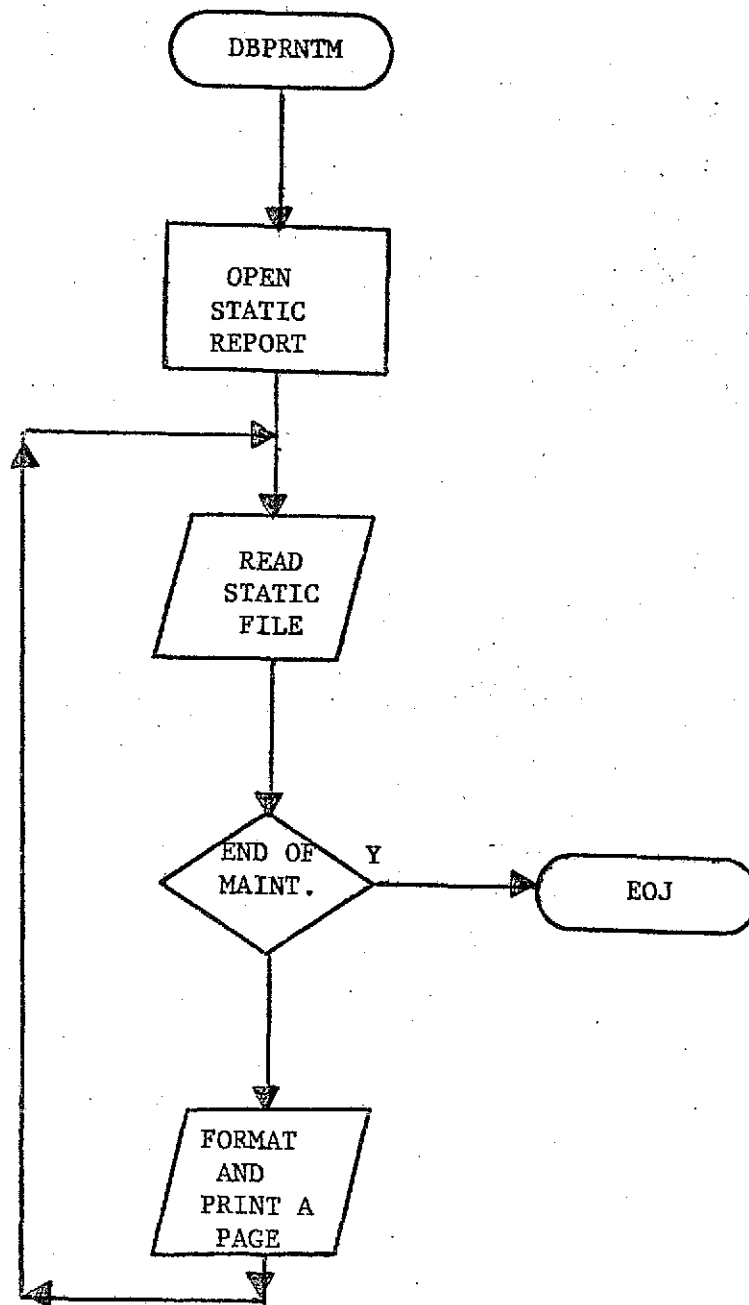 DBPRNTM
OPEN
STATIC
REPORT
READ
STATIC
FILE
END OF
MAINT.
Y
EOJ
FORMAT
AND
PRINT A
PAGE